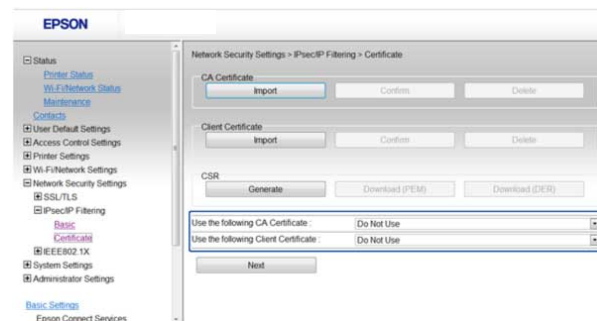 EPSON
Status
Printer Status
Wi-Fi/Network Status
Maintenance
Contacts
User Default Settings
Access Control Settings
Printer Settings
Wi-Fi/Network Settings
Network Security Settings
SSL/TLS
IPsec/IP Filtering
Basic
Certificate
IEEE802.1X
System Settings
Administrator Settings
Basic Settings
Epson Connect Services
Network Security Settings > IPsec/IP Filtering > Certificate
CA Certificate
Import Confirm Delete
Client Certificate
Import Confirm Delete
CSR
Generate Download (PEM) Download (DER)
Use the following CA Certificate : Do Not Use
Use the following Client Certificate : Do Not Use
Next